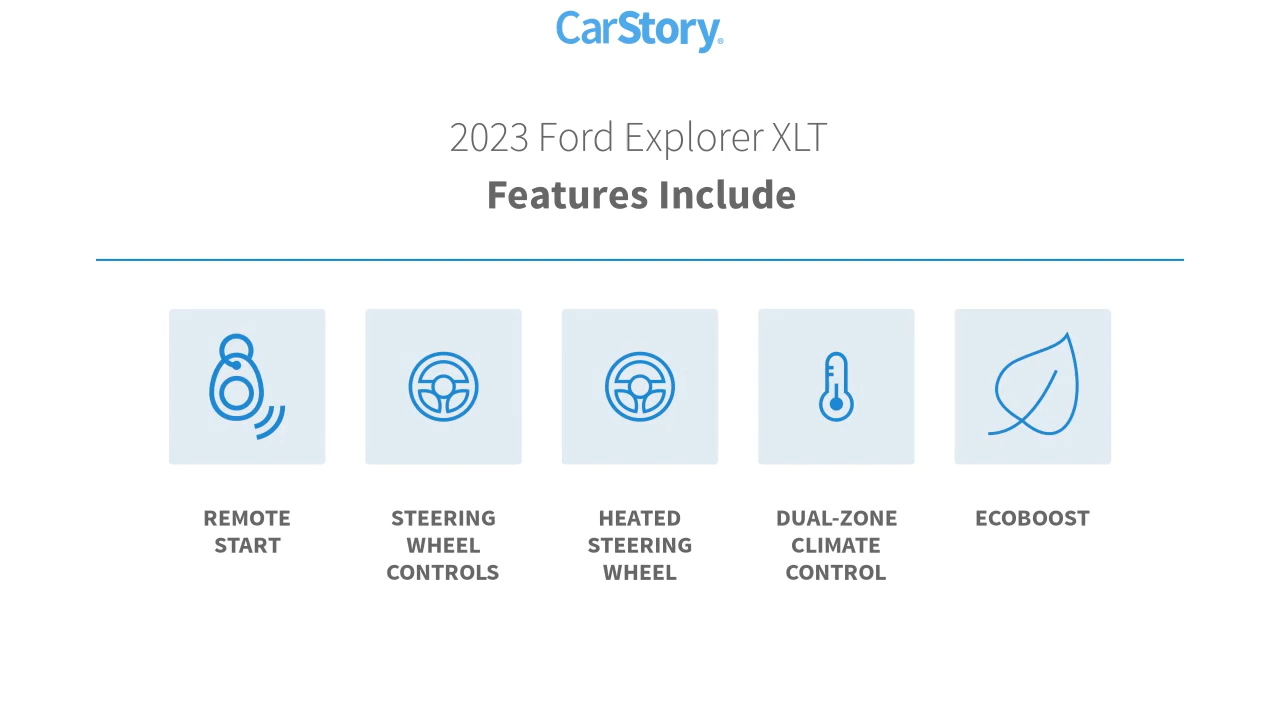 CarStory®
2023 Ford Explorer XLT
Features Include
REMOTE
START
STEERING
WHEEL
CONTROLS
HEATED
STEERING
WHEEL
DUAL-ZONE
CLIMATE
CONTROL
ECOBOOST